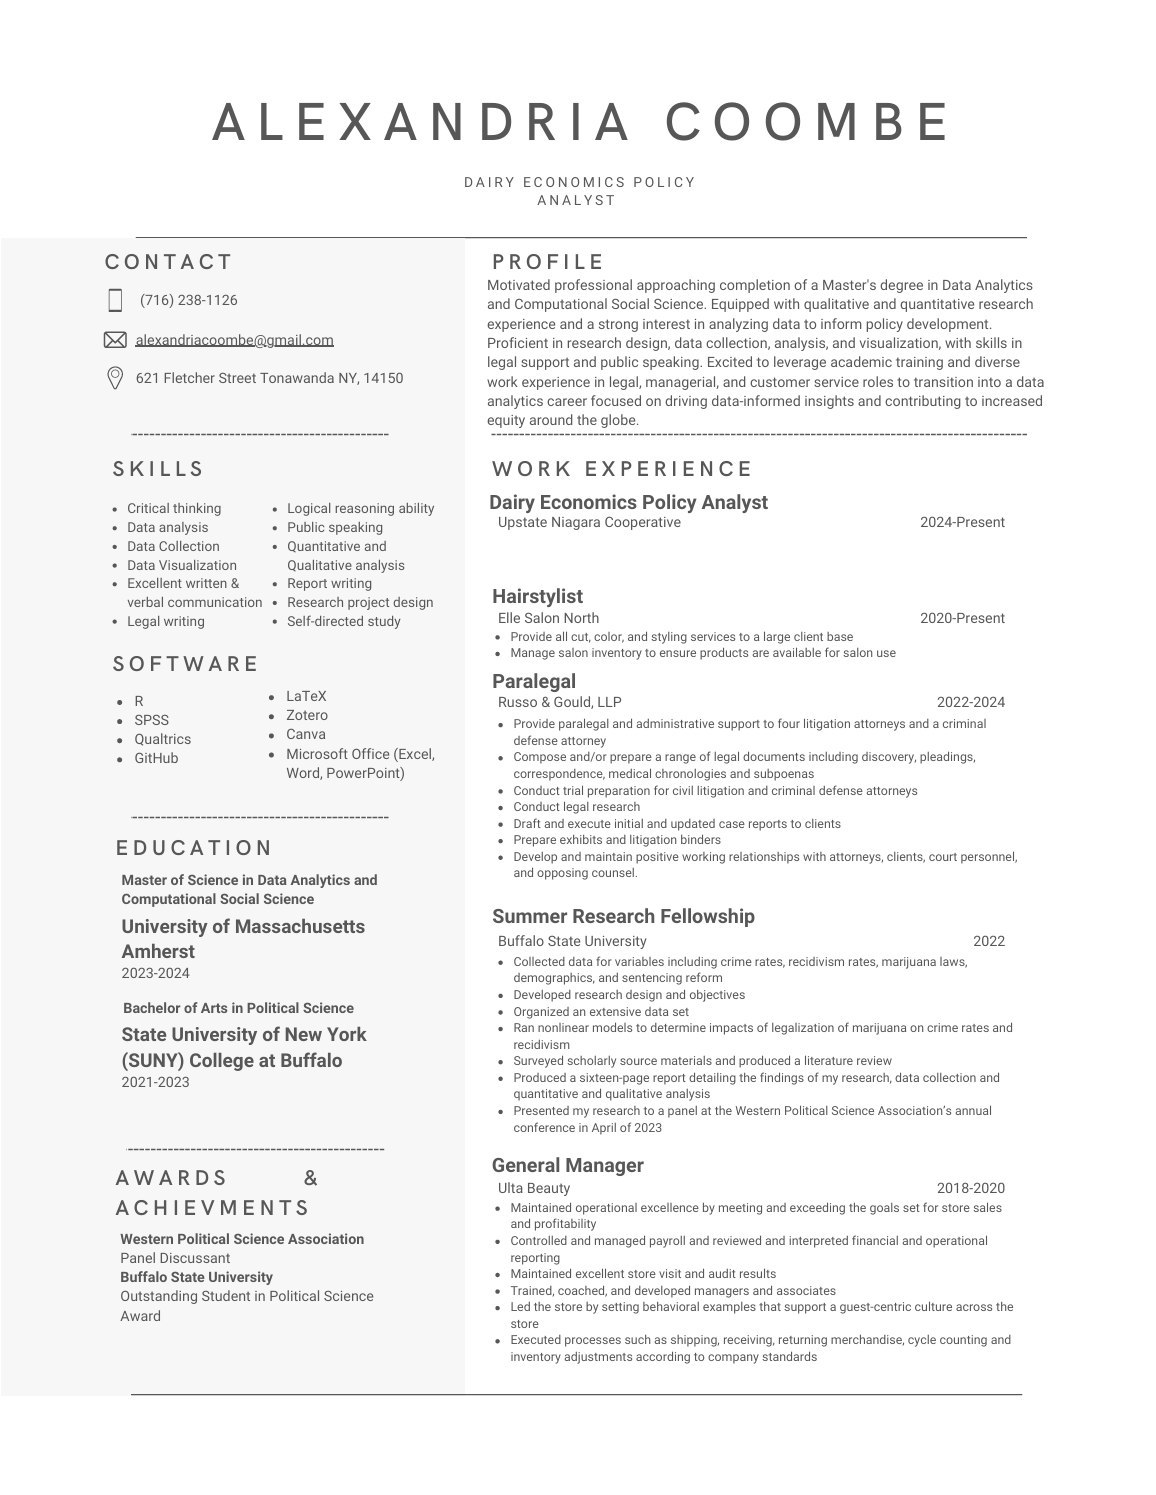 ALEXANDRIA COOMBE
DAIRY ECONOMICS POLICY
ANALYST
CONTACT
(716) 238-1126
alexandriacoombe@gmail.com
621 Fletcher Street Tonawanda NY, 14150
SKILLS
• Critical thinking
• Data analysis
• Data Collection
• Data Visualization
• Excellent written &
verbal communication
• Legal writing
• Logical reasoning ability
• Public speaking
• Quantitative and
Qualitative analysis
• Report writing
• Research project design
• Self-directed study
SOFTWARE
• R
• SPSS
• Qualtrics
• GitHub
• LaTeX
• Zotero
• Canva
• Microsoft Office (Excel,
Word, PowerPoint)
EDUCATION
Master of Science in Data Analytics and
Computational Social Science
University of Massachusetts
Amherst
2023-2024
Bachelor of Arts in Political Science
State University of New York
(SUNY) College at Buffalo
2021-2023
AWARDS &
ACHIEVMENTS
Western Political Science Association
Panel Discussant
Buffalo State University
Outstanding Student in Political Science
Award
PROFILE
Motivated professional approaching completion of a Master's degree in Data Analytics
and Computational Social Science. Equipped with qualitative and quantitative research
experience and a strong interest in analyzing data to inform policy development.
Proficient in research design, data collection, analysis, and visualization, with skills in
legal support and public speaking. Excited to leverage academic training and diverse
work experience in legal, managerial, and customer service roles to transition into a data
analytics career focused on driving data-informed insights and contributing to increased
equity around the globe.
WORK EXPERIENCE
Dairy Economics Policy Analyst
Upstate Niagara Cooperative 2024-Present
Hairstylist
Elle Salon North 2020-Present
• Provide all cut, color, and styling services to a large client base
• Manage salon inventory to ensure products are available for salon use
Paralegal
Russo & Gould, LLP 2022-2024
• Provide paralegal and administrative support to four litigation attorneys and a criminal
defense attorney
• Compose and/or prepare a range of legal documents including discovery, pleadings,
correspondence, medical chronologies and subpoenas
• Conduct trial preparation for civil litigation and criminal defense attorneys
• Conduct legal research
• Draft and execute initial and updated case reports to clients
• Prepare exhibits and litigation binders
• Develop and maintain positive working relationships with attorneys, clients, court personnel,
and opposing counsel.
Summer Research Fellowship
Buffalo State University 2022
• Collected data for variables including crime rates, recidivism rates, marijuana laws,
demographics, and sentencing reform
• Developed research design and objectives
• Organized an extensive data set
• Ran nonlinear models to determine impacts of legalization of marijuana on crime rates and
recidivism
• Surveyed scholarly source materials and produced a literature review
• Produced a sixteen-page report detailing the findings of my research, data collection and
quantitative and qualitative analysis
• Presented my research to a panel at the Western Political Science Association’s annual
conference in April of 2023
General Manager
Ulta Beauty 2018-2020
• Maintained operational excellence by meeting and exceeding the goals set for store sales
and profitability
• Controlled and managed payroll and reviewed and interpreted financial and operational
reporting
• Maintained excellent store visit and audit results
• Trained, coached, and developed managers and associates
• Led the store by setting behavioral examples that support a guest-centric culture across the
store
• Executed processes such as shipping, receiving, returning merchandise, cycle counting and
inventory adjustments according to company standards